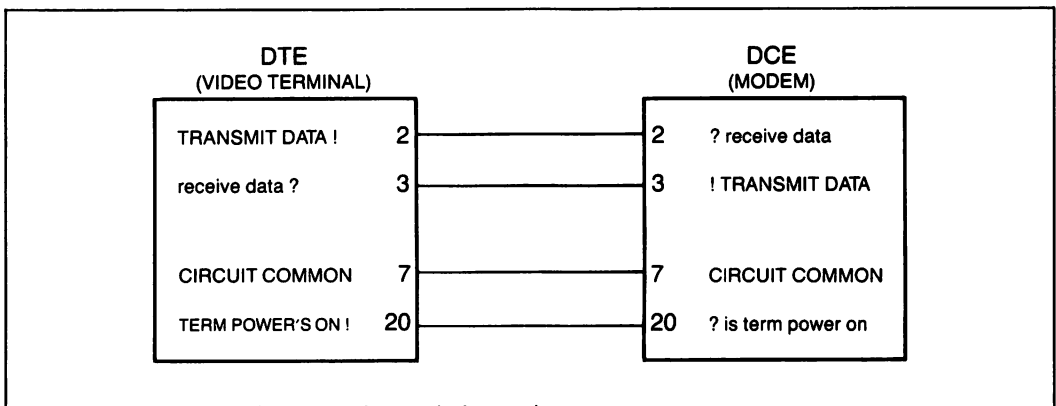 DTE
(VIDEO TERMINAL)
TRANSMIT DATA ! 2
receive data ? 3
CIRCUIT COMMON 7
TERM POWER'S ON ! 20
DCE
(MODEM)
2 ? receive data
3 ! TRANSMIT DATA
7 CIRCUIT COMMON
20 ? is term power on